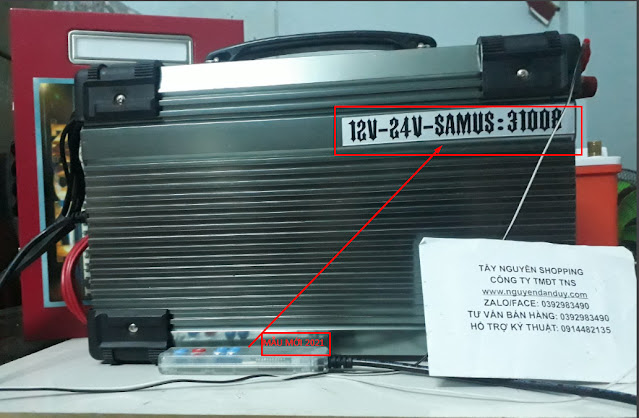 12V-24V-SAMUS:3100A
MẪU MỚI 2021
TÂY NGUYÊN SHOPPING
CÔNG TY TMDT TNS
www.nguyendanduy.com
ZALO/FACE: 0392983490
TƯ VẤN BÁN HÀNG: 0392983490
HỖ TRỢ KỸ THUẬT: 0914482135